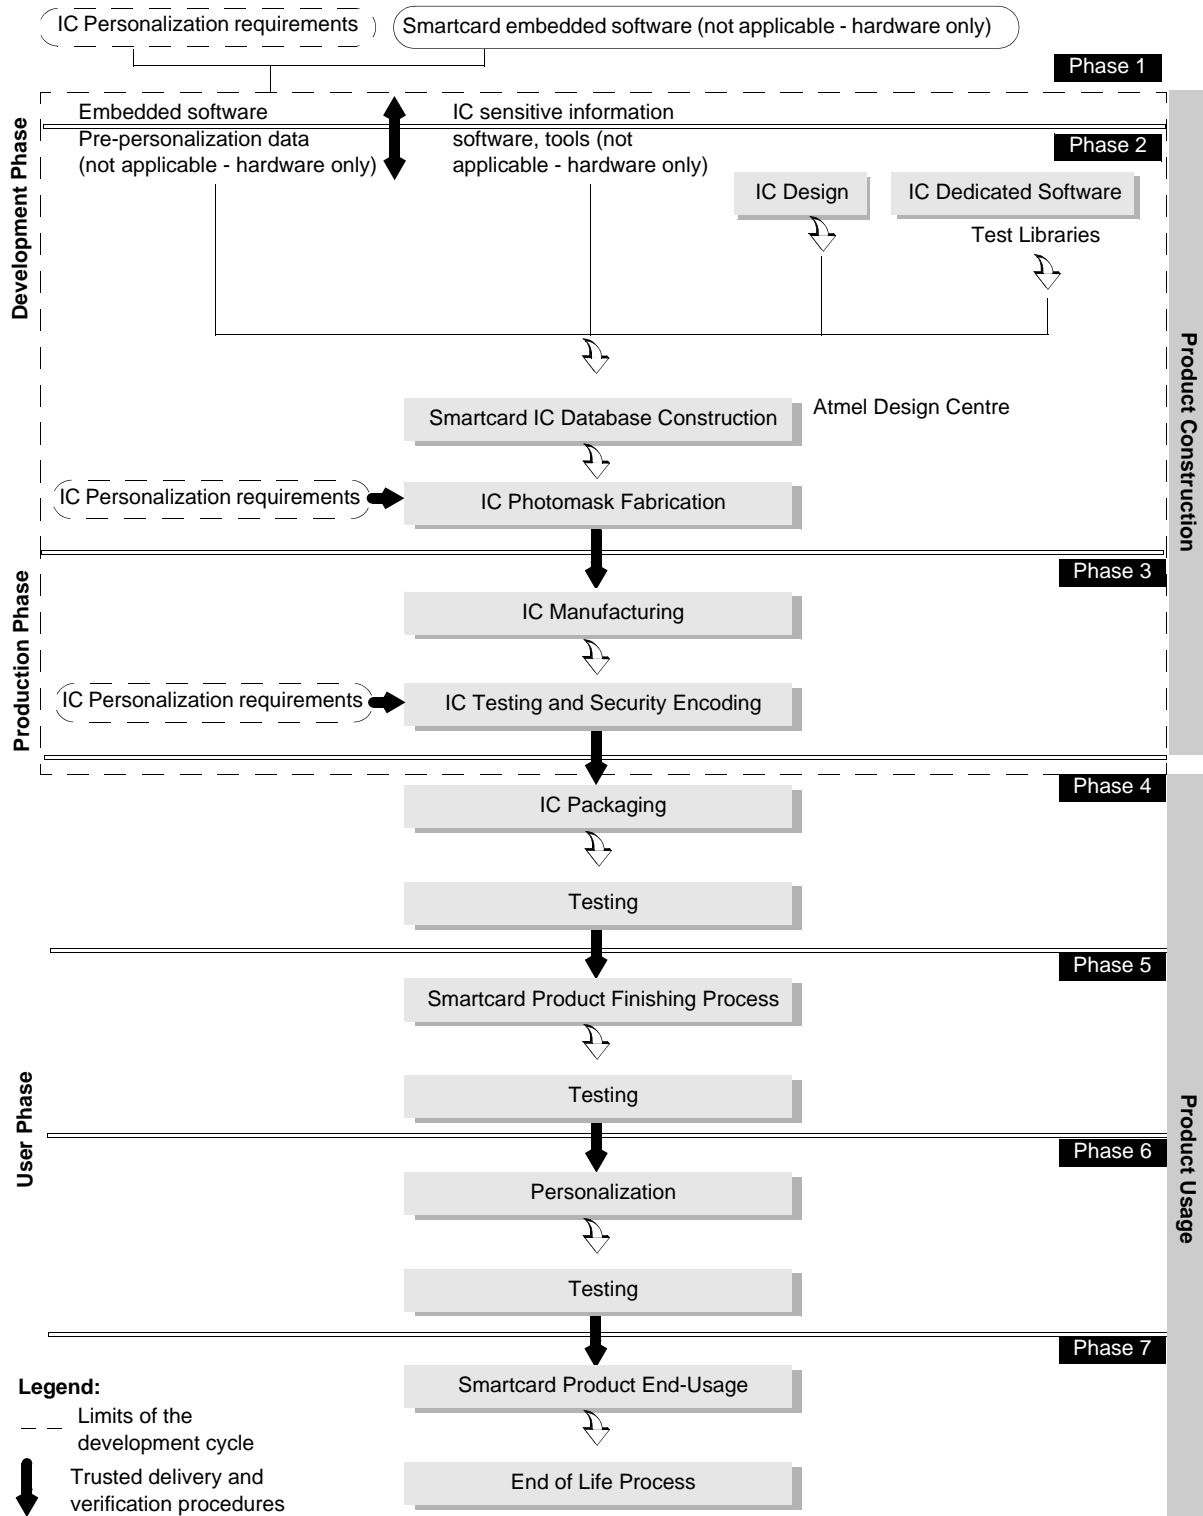 IC Personalization requirements
Smartcard embedded software (not applicable - hardware only)
Phase 1
Development Phase
Embedded software
Pre-personalization data
(not applicable - hardware only)
IC sensitive information
software, tools (not
applicable - hardware only)
Phase 2
IC Design
IC Dedicated Software
Test Libraries
Product Construction
Smartcard IC Database Construction
Atmel Design Centre
IC Personalization requirements
IC Photomask Fabrication
Phase 3
Production Phase
IC Manufacturing
IC Personalization requirements
IC Testing and Security Encoding
Phase 4
IC Packaging
Testing
Phase 5
Smartcard Product Finishing Process
Testing
User Phase
Product Usage
Phase 6
Personalization
Testing
Phase 7
Smartcard Product End-Usage
End of Life Process
Legend:
Limits of the
development cycle
Trusted delivery and
verification procedures